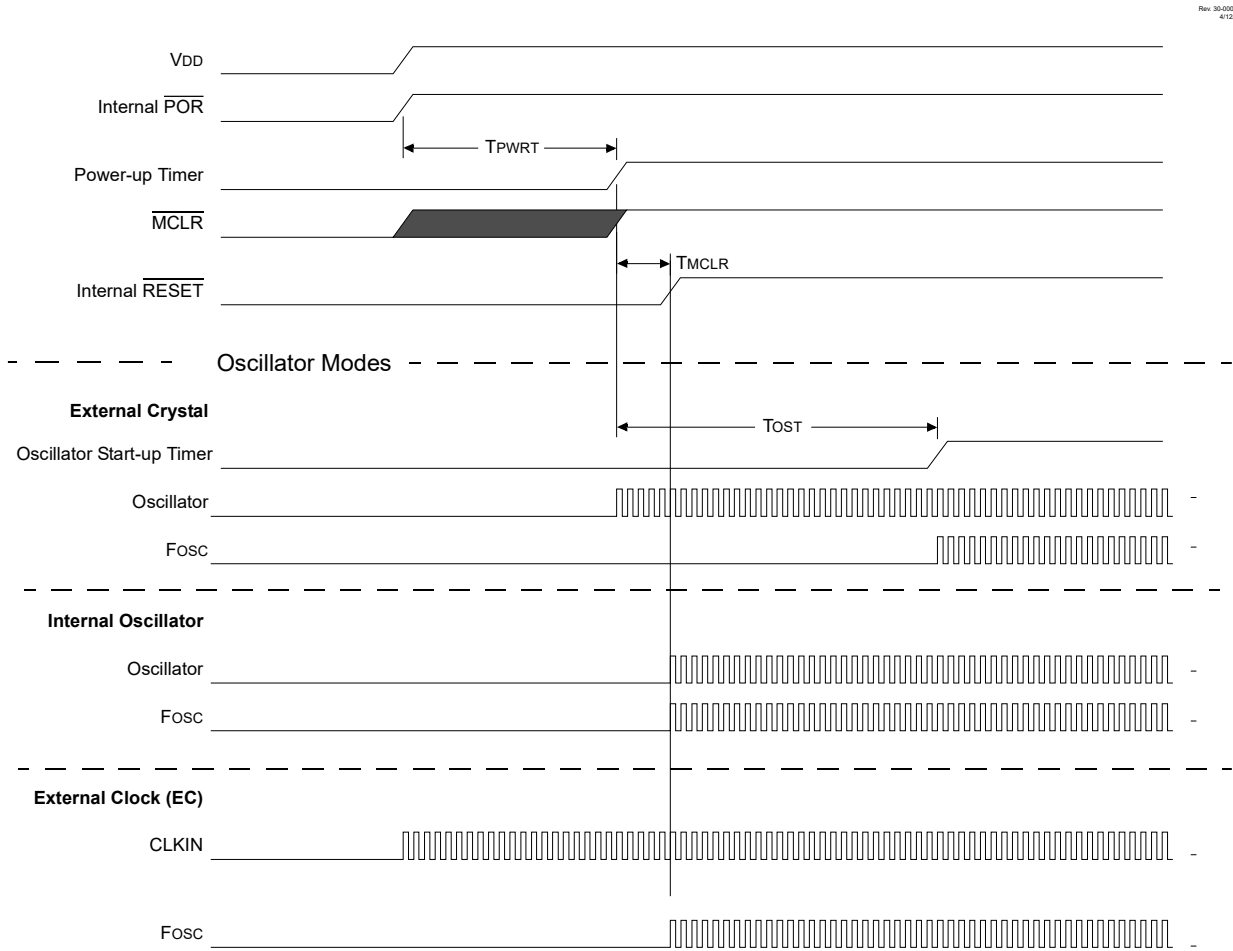 Rev. 30-000
4/12
VDD
Internal POR
TPWRT
Power-up Timer
MCLR
TMCLR
Internal RESET
Oscillator Modes
External Crystal
TOST
Oscillator Start-up Timer
Oscillator
FOSC
Internal Oscillator
Oscillator
FOSC
External Clock (EC)
CLKIN
FOSC